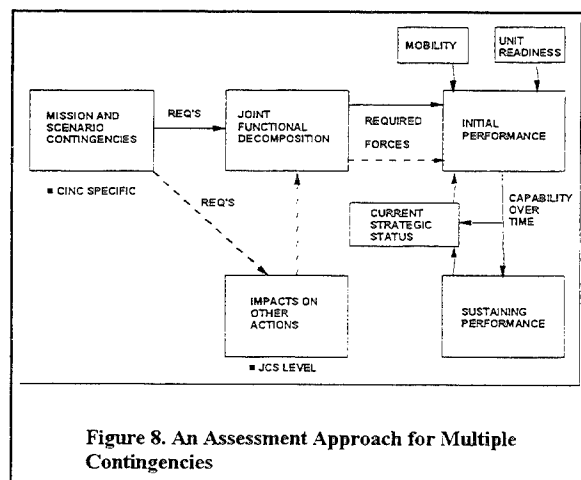 MOBILITY
UNIT
READINESS
MISSION AND
SCENARIO
CONTINGENCIES
REQ'S
JOINT
FUNCTIONAL
DECOMPOSITION
REQUIRED
FORCES
INITIAL
PERFORMANCE
■ CINC SPECIFIC
REQ'S
CURRENT
STRATEGIC
STATUS
CAPABILITY
OVER
TIME
IMPACTS ON
OTHER
ACTIONS
SUSTAINING
PERFORMANCE
■ JCS LEVEL
Figure 8. An Assessment Approach for Multiple
Contingencies